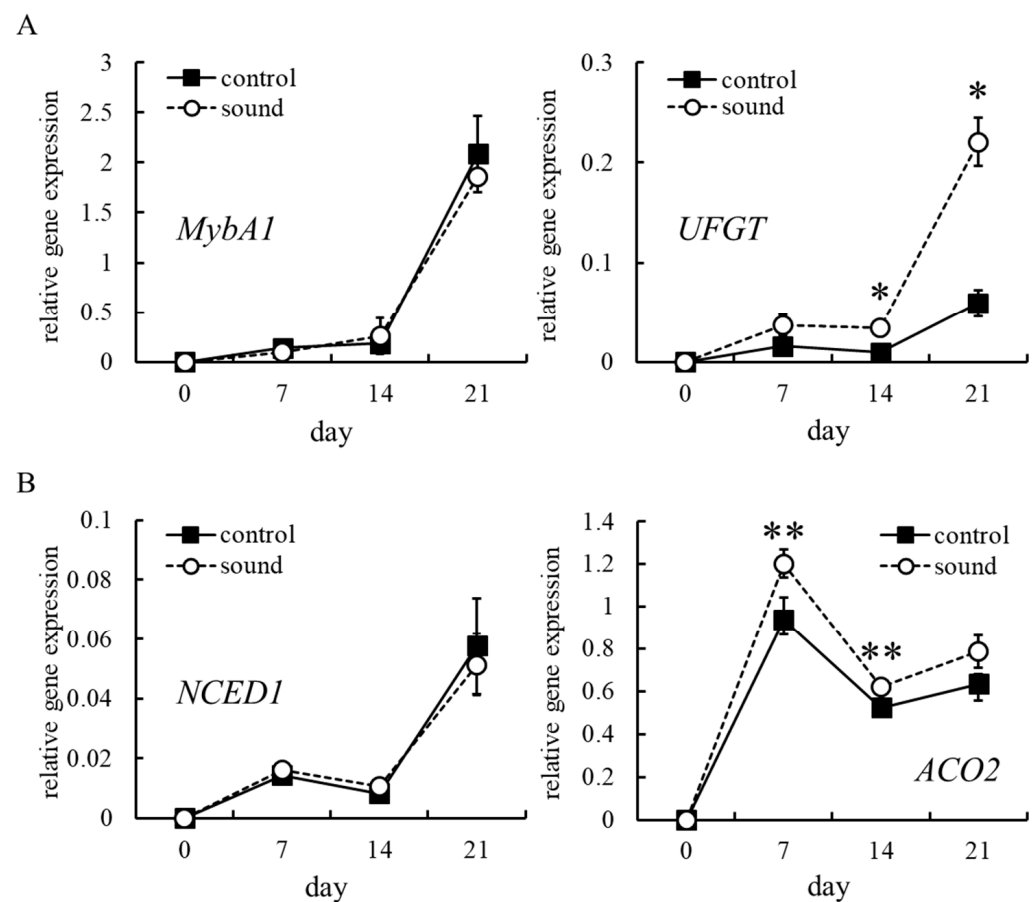 A
relative gene expression
3
2.5
2
1.5
1
0.5
0
control
sound
MybA1
0 7 14 21
day
relative gene expression
0.3
0.2
0.1
0
control
sound
UFGT
*
*
0 7 14 21
day
B
relative gene expression
0.1
0.08
0.06
0.04
0.02
0
control
sound
NCED1
0 7 14 21
day
relative gene expression
1.4
1.2
1
0.8
0.6
0.4
0.2
0
control
sound
**
**
ACO2
0 7 14 21
day